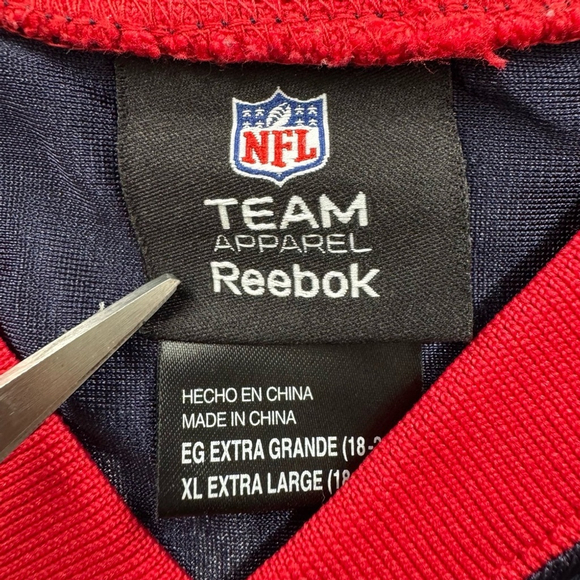 NFL
TEAM
APPAREL
Reebok
HECHO EN CHINA
MADE IN CHINA
EG EXTRA GRANDE (18-
XL EXTRA LARGE (18